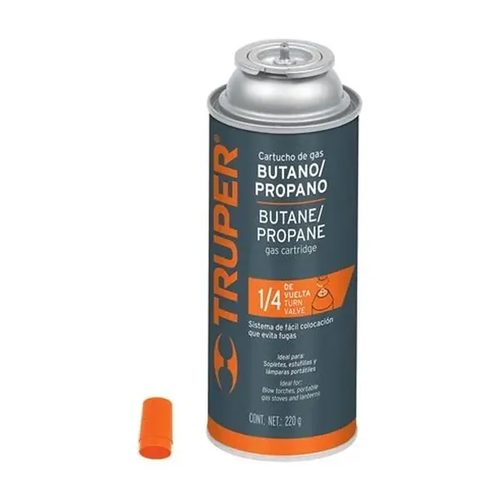 TRUPER®
Cartucho de gas
BUTANO/
PROPANO
BUTANE/
PROPANE
gas cartridge
1/4
DE
VUELTA
TURN
VALVE
Sistema de fácil colocación
que evita fugas
Ideal para:
Sopletes, estufillas y
lámparas portátiles
Ideal for:
Blow torches, portable
gas stoves and lanterns
CONT. NET.: 220 g